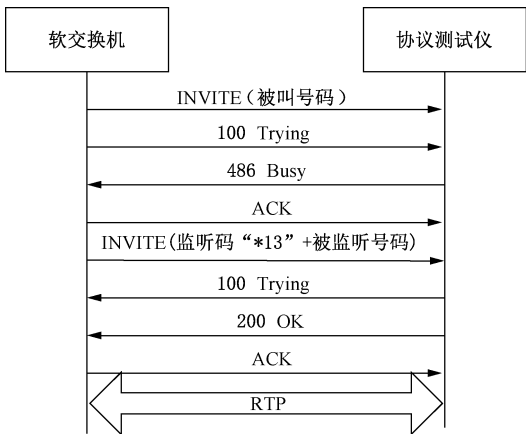 软交换机
协议测试仪
INVITE（被叫号码）
100 Trying
486 Busy
ACK
INVITE(监听码“*13”+被监听号码)
100 Trying
200 OK
ACK
RTP